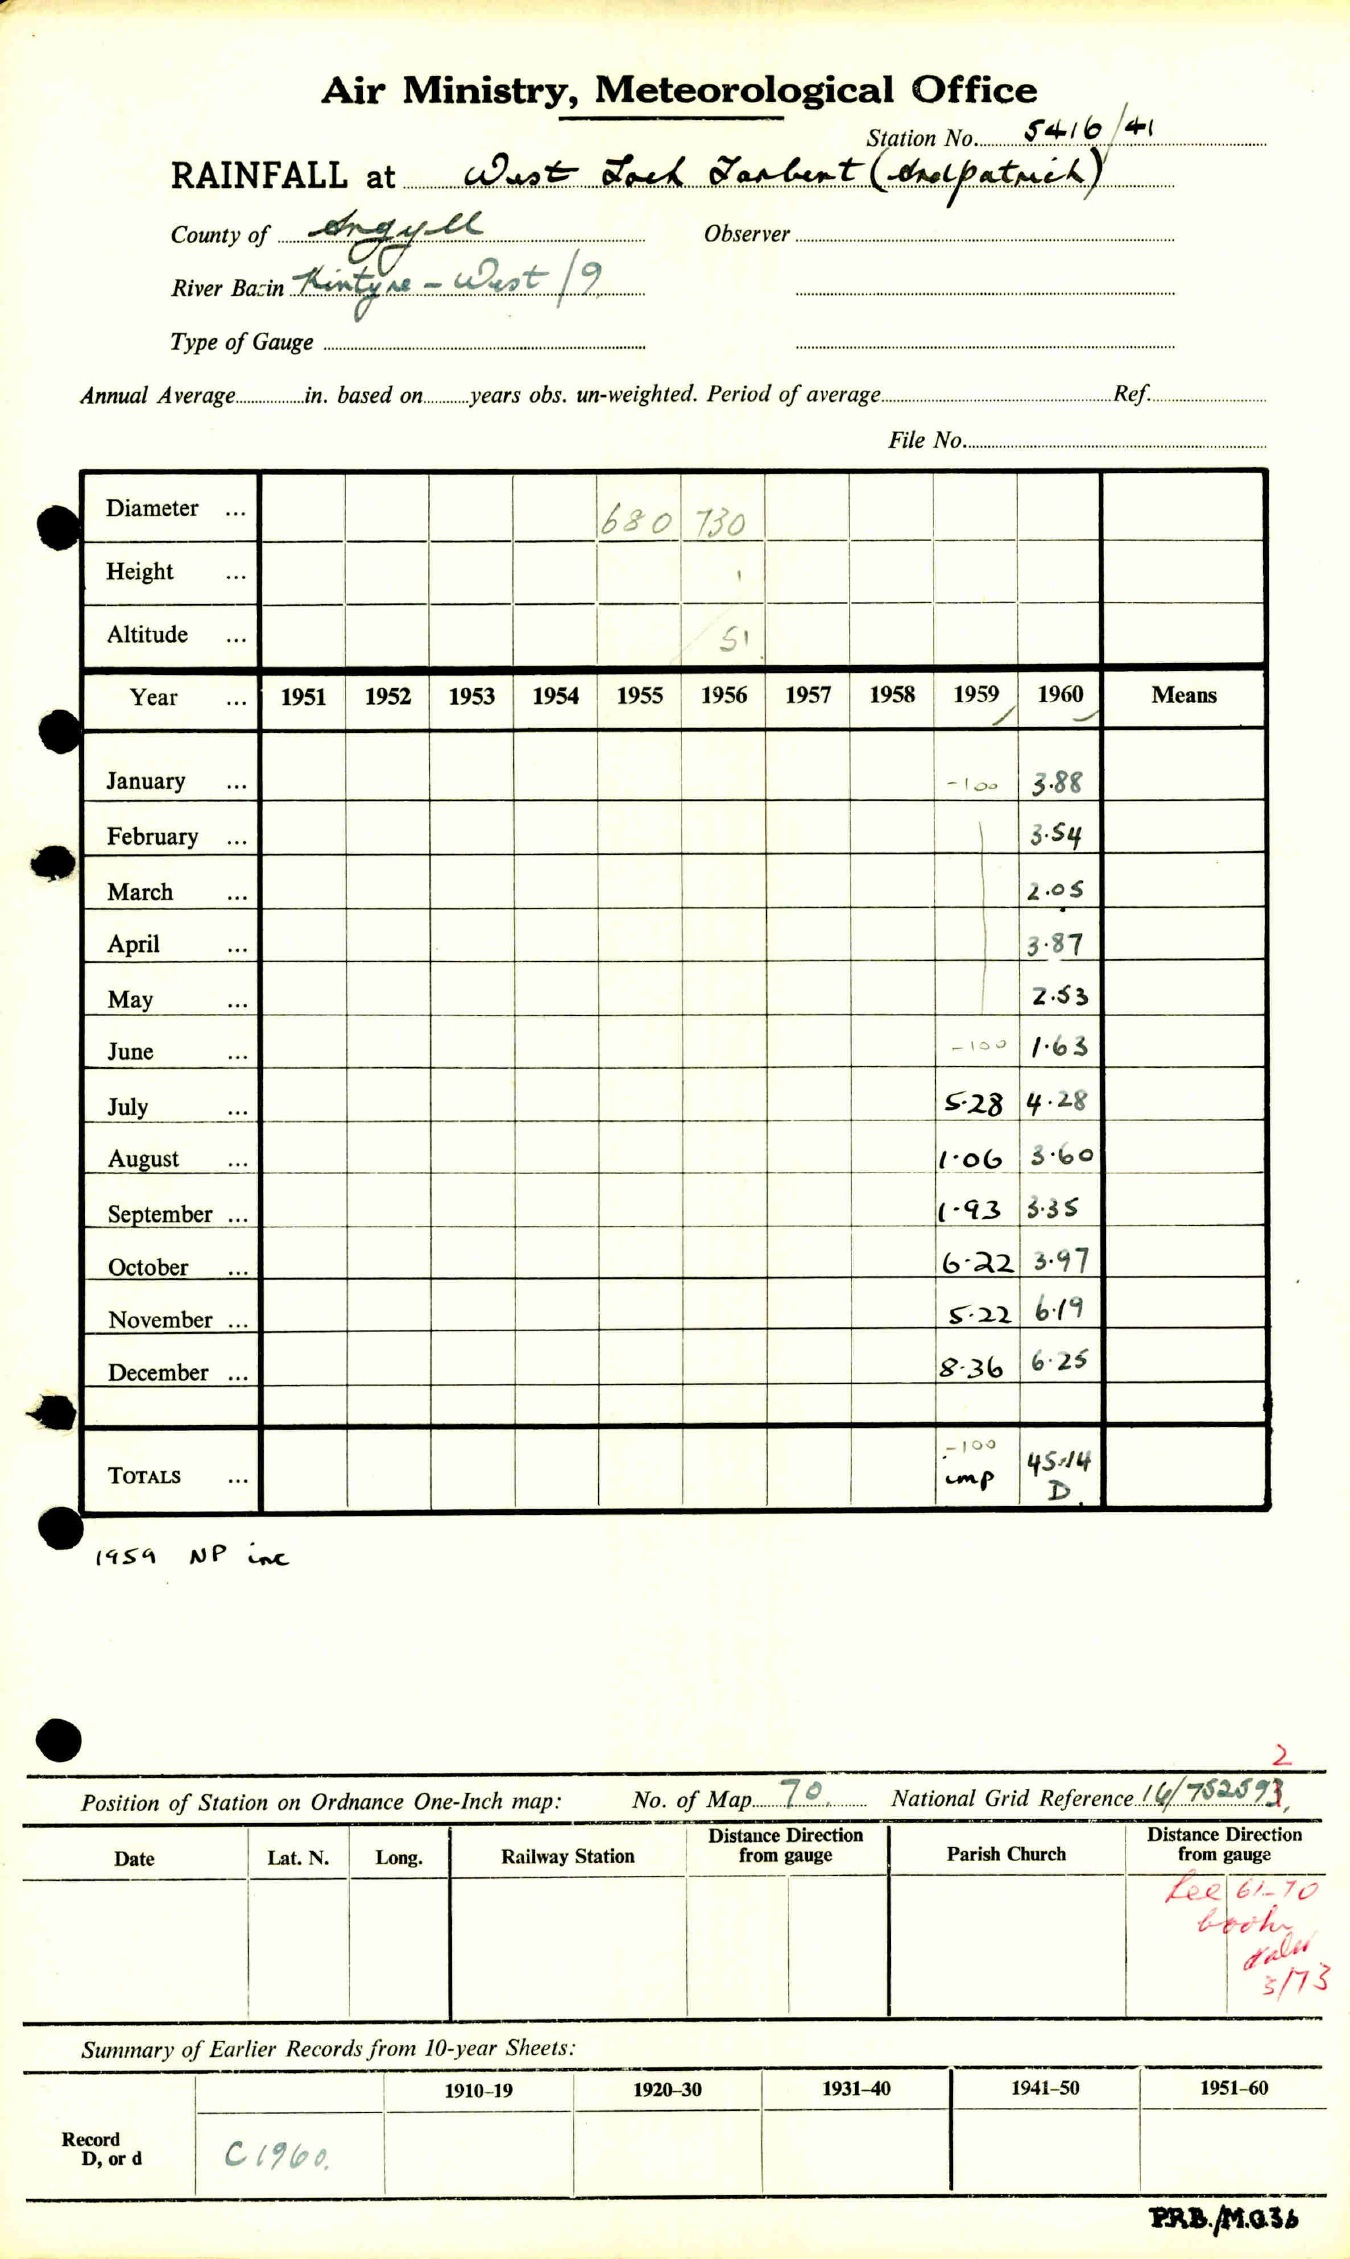 Air Ministry, Meteorological Office
Station No. 5416/41
RAINFALL at West Loch Tarbert (Ardpatrick)
County of Argyll Observer
River Basin Kintyre - West /9
Type of Gauge
Annual Average in. based on years obs. un-weighted. Period of average Ref.
File No.
Diameter ... 680 730
Height ... 1
Altitude ... 51
Year ... 1951 1952 1953 1954 1955 1956 1957 1958 1959 1960 Means
January ... -100 3.88
February ... 3.54
March ... 2.05
April ... 3.87
May ... 2.53
June ... -100 1.63
July ... 5.28 4.28
August ... 1.06 3.60
September ... 1.93 3.35
October ... 6.22 3.97
November ... 5.22 6.19
December ... 8.36 6.25
-100
TOTALS ... imp 45.14
D
1959 NP inc
2
Position of Station on Ordnance One-Inch map: No. of Map 70. National Grid Reference 16/752593
Date Lat. N. Long. Railway Station Distance Direction from gauge Parish Church Distance Direction from gauge
See 61-70
book
3/73
Summary of Earlier Records from 10-year Sheets:
1910–19 1920–30 1931–40 1941–50 1951–60
Record D, or d C1960.
P.R.B./M.O.36